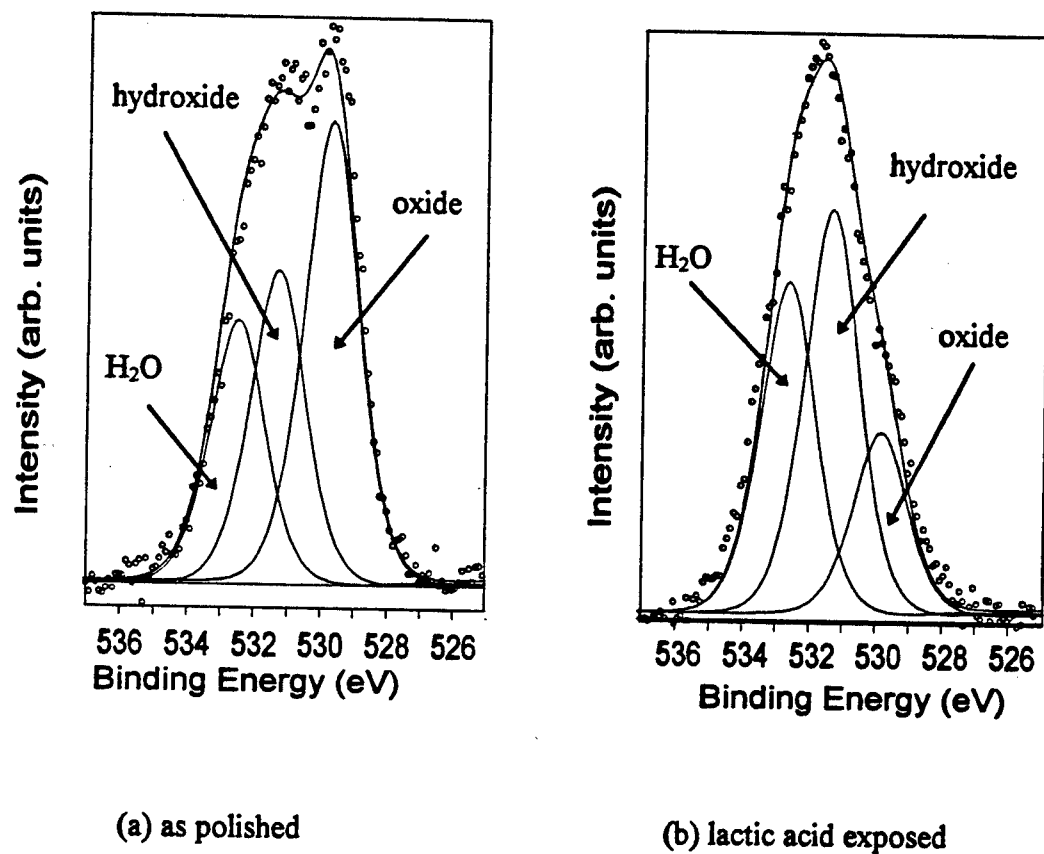 hydroxide
oxide
H₂O
Intensity (arb. units)
536 534 532 530 528 526
Binding Energy (eV)
(a) as polished
hydroxide
H₂O
oxide
Intensity (arb. units)
536 534 532 530 528 526
Binding Energy (eV)
(b) lactic acid exposed